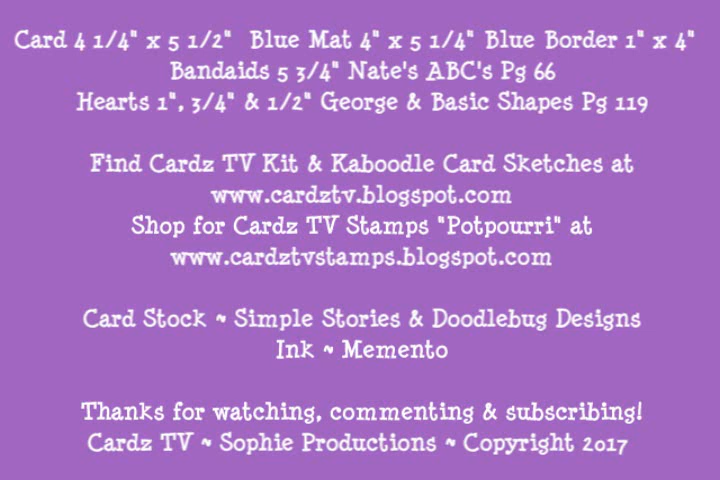 Card 4 1/4" x 5 1/2" Blue Mat 4" x 5 1/4" Blue Border 1" x 4"
Bandaids 5 3/4" Nate's ABC's Pg 66
Hearts 1", 3/4" & 1/2" George & Basic Shapes Pg 119
Find Cardz TV Kit & Kaboodle Card Sketches at
www.cardztv.blogspot.com
Shop for Cardz TV Stamps "Potpourri" at
www.cardztvstamps.blogspot.com
Card Stock ~ Simple Stories & Doodlebug Designs
Ink ~ Memento
Thanks for watching, commenting & subscribing!
Cardz TV ~ Sophie Productions ~ Copyright 2017